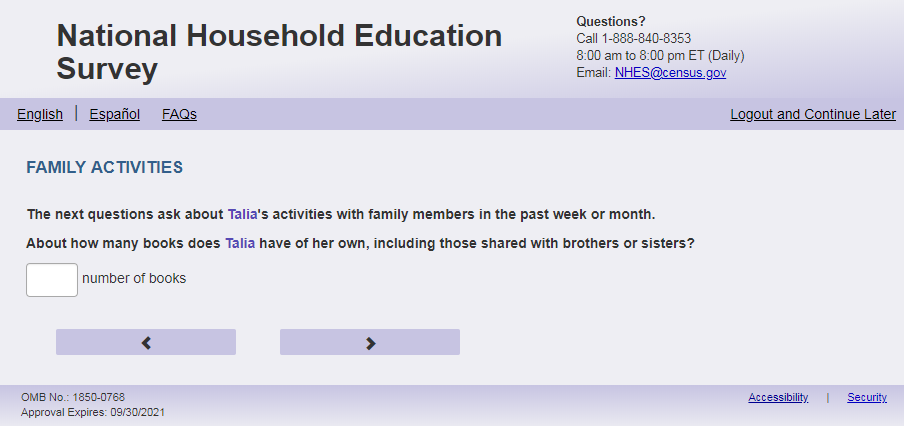 National Household Education
Survey
Questions?
Call 1-888-840-8353
8:00 am to 8:00 pm ET (Daily)
Email: NHES@census.gov
English | Español FAQs Logout and Continue Later
FAMILY ACTIVITIES
The next questions ask about Talia's activities with family members in the past week or month.
About how many books does Talia have of her own, including those shared with brothers or sisters?
number of books
OMB No.: 1850-0768
Approval Expires: 09/30/2021
Accessibility | Security